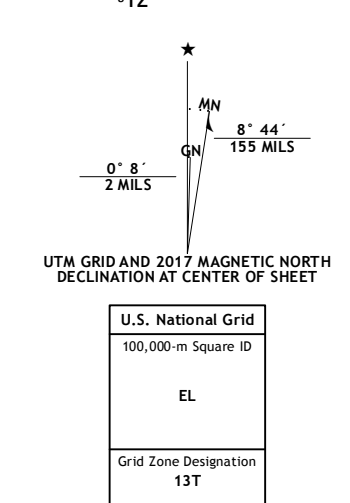 ★
MN
GN
8° 44´
155 MILS
0° 8´
2 MILS
UTM GRID AND 2017 MAGNETIC NORTH
DECLINATION AT CENTER OF SHEET
U.S. National Grid
100,000-m Square ID
EL
Grid Zone Designation
13T